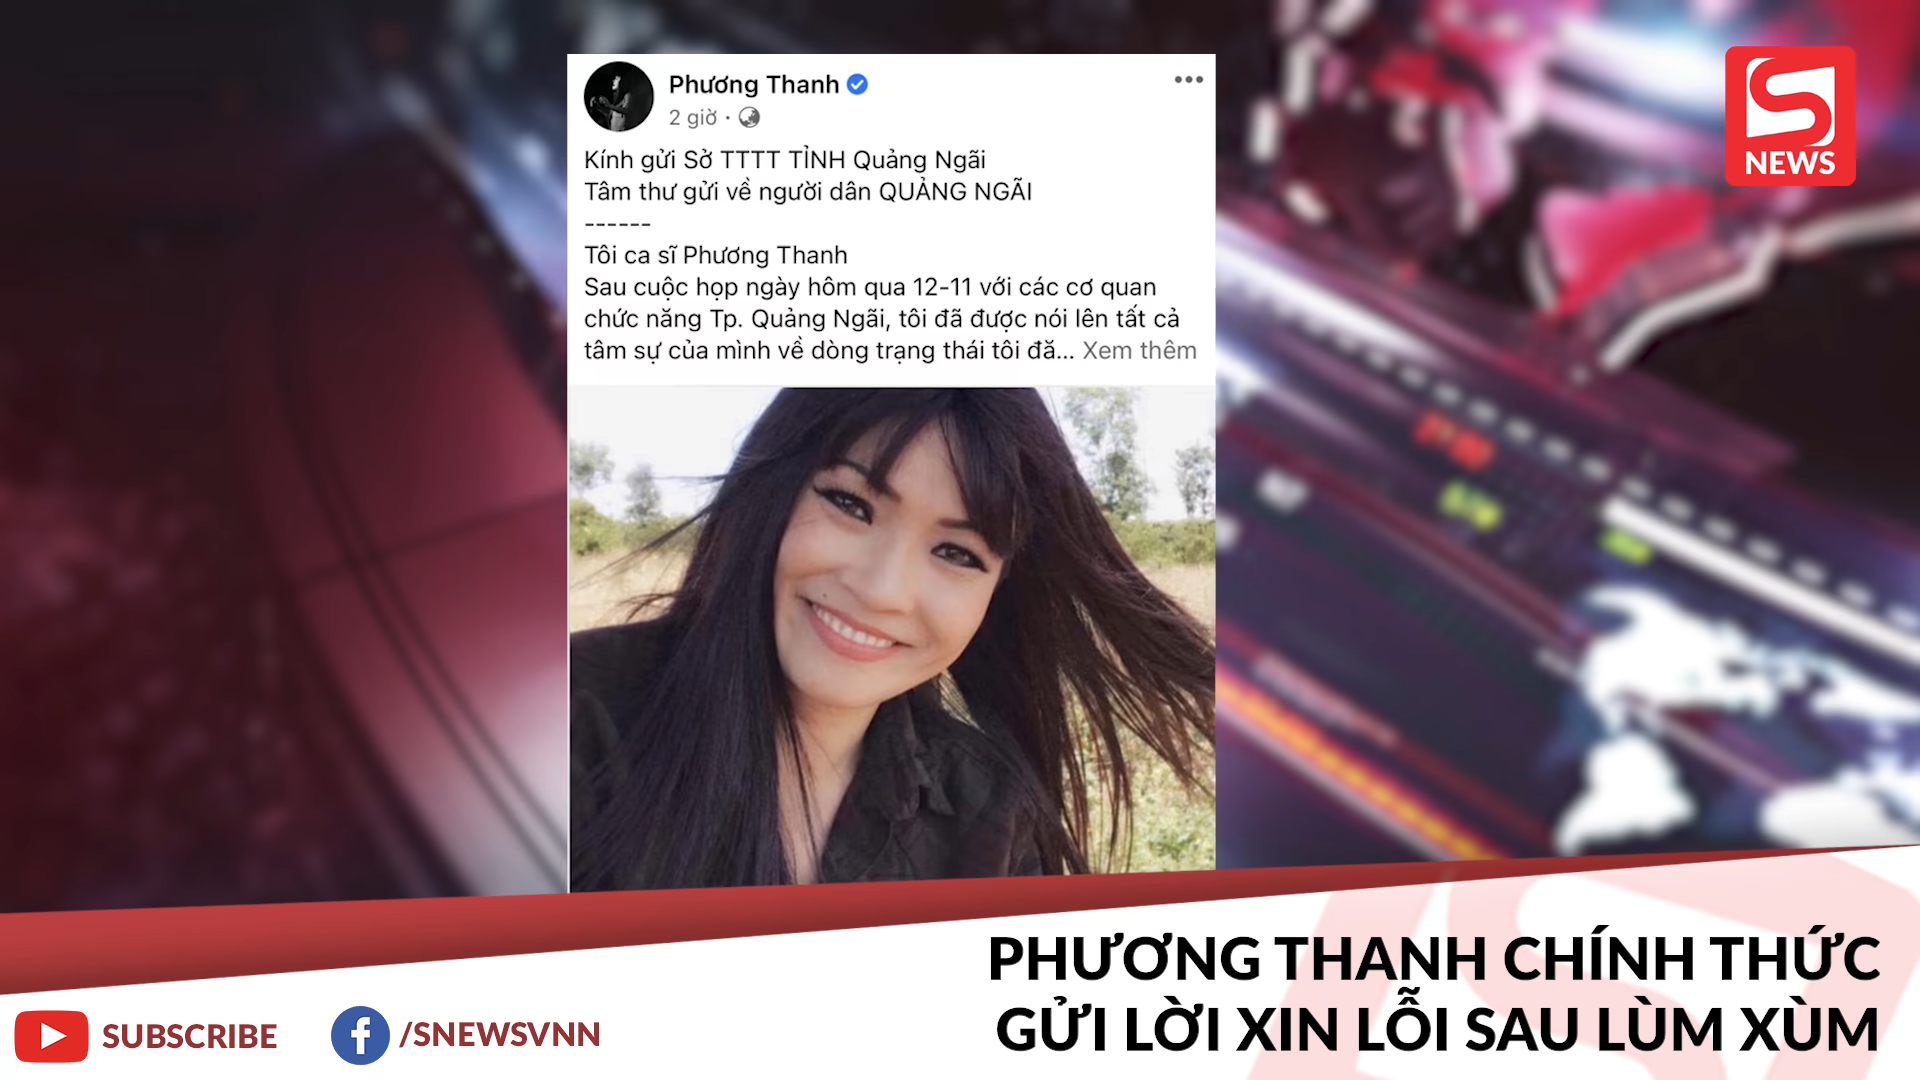 Phương Thanh
2 giờ ·
Kính gửi Sở TTTT TỈNH Quảng Ngãi
Tâm thư gửi về người dân QUẢNG NGÃI
------
Tôi ca sĩ Phương Thanh
Sau cuộc họp ngày hôm qua 12-11 với các cơ quan
chức năng Tp. Quảng Ngãi, tôi đã được nói lên tất cả
tâm sự của mình về dòng trạng thái tôi đã... Xem thêm
S
NEWS
PHƯƠNG THANH CHÍNH THỨC
GỬI LỜI XIN LỖI SAU LÙM XÙM
SUBSCRIBE
f /SNEWSVNN